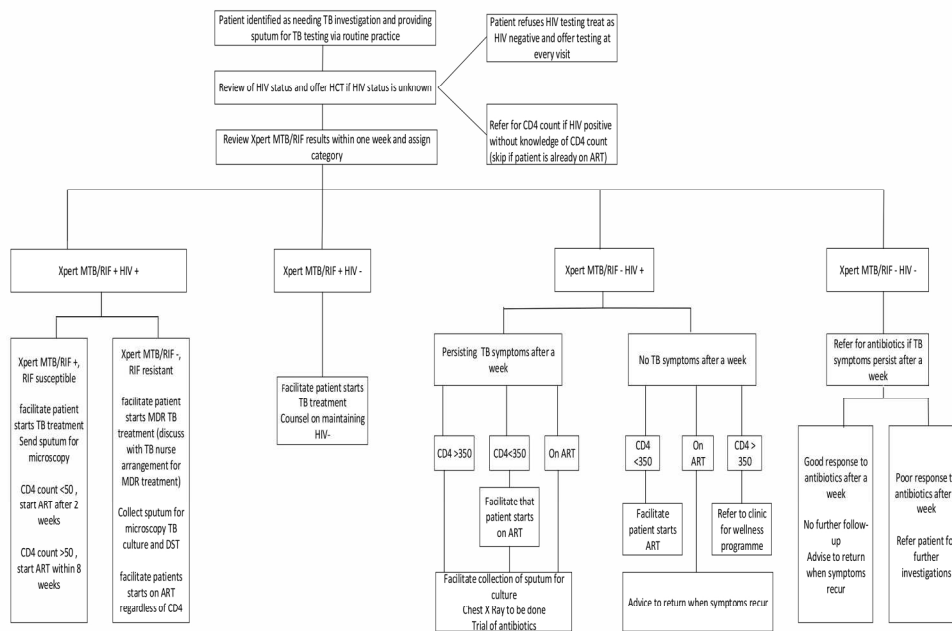 Patient identified as needing TB investigation and providing
sputum for TB testing via routine practice
Patient refuses HIV testing treat as
HIV negative and offer testing at
every visit
Review of HIV status and offer HCT if HIV status is unknown
Refer for CD4 count if HIV positive
without knowledge of CD4 count
(skip if patient is already on ART)
Review Xpert MTB/RIF results within one week and assign
category
Xpert MTB/RIF + HIV +
Xpert MTB/RIF + HIV -
Xpert MTB/RIF - HIV +
Xpert MTB/RIF - HIV -
Xpert MTB/RIF +,
RIF susceptible
facilitate patient
starts TB treatment
Send sputum for
microscopy
CD4 count <50 ,
start ART after 2
weeks
CD4 count >50 ,
start ART within 8
weeks
Xpert MTB/RIF -,
RIF resistant
facilitate patient
starts MDR TB
treatment (discuss
with TB nurse
arrangement for
MDR treatment)
Collect sputum for
microscopy TB
culture and DST
facilitate patients
starts on ART
regardless of CD4
Facilitate patient starts
TB treatment
Counsel on maintaining
HIV-
Persisting TB symptoms after a
week
CD4 >350
CD4<350
On ART
Facilitate that
patient starts
on ART
Facilitate collection of sputum for
culture
Chest X Ray to be done
Trial of antibiotics
No TB symptoms after a week
CD4
<350
On
ART
CD4 >
350
Facilitate
patient starts
ART
Refer to clinic
for wellness
programme
Advice to return when symptoms recur
Refer for antibiotics if TB
symptoms persist after a
week
Good response to
antibiotics after a
week
No further follow-
up
Advise to return
when symptoms
recur
Poor response t
antibiotics after
week
Refer patient fo
further
investigations